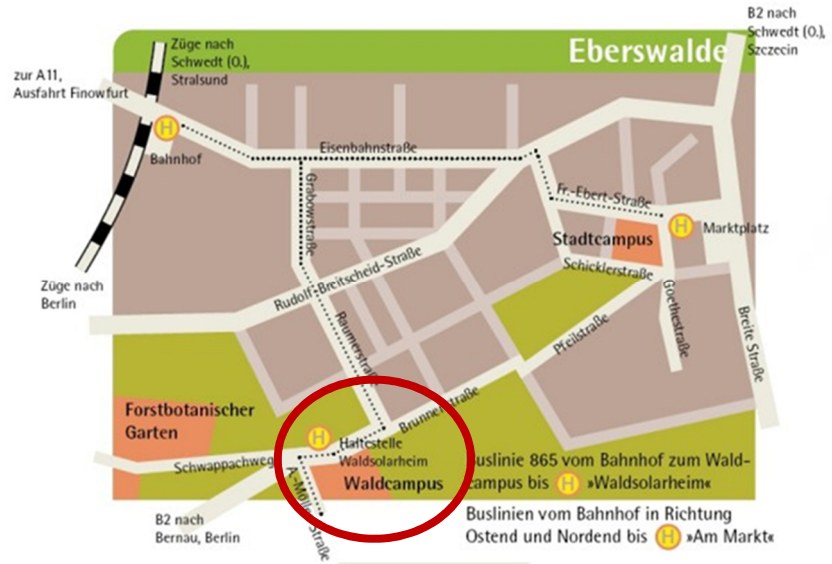 B2 nach
Schwedt (O.),
Szczecin
Züge nach
Schwedt (O.),
Stralsund
Eberswalde
zur A11,
Ausfahrt Finowfurt
H
Bahnhof
Eisenbahnstraße
Grabowstraße
Fr.-Ebert-Straße
H
Marktplatz
Stadtcampus
Schicklerstraße
Züge nach
Berlin
Rudolf-Breitscheid-Straße
Goethestraße
Breite Straße
Raumerstraße
Pfeilstraße
Brunnenstraße
Forstbotanischer
Garten
H
Haltestelle
Waldsolarheim
Schwappachweg
Waldcampus
A.-Möller-Straße
Buslinie 865 vom Bahnhof zum Wald-
campus bis H »Waldsolarheim«
B2 nach
Bernau, Berlin
Buslinien vom Bahnhof in Richtung
Ostend und Nordend bis H »Am Markt«